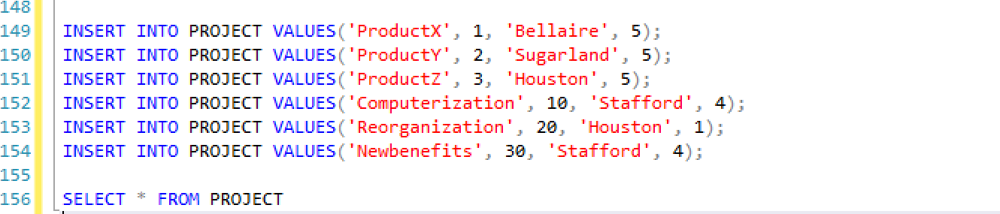 148
149 INSERT INTO PROJECT VALUES('ProductX', 1, 'Bellaire', 5);
150 INSERT INTO PROJECT VALUES('ProductY', 2, 'Sugarland', 5);
151 INSERT INTO PROJECT VALUES('ProductZ', 3, 'Houston', 5);
152 INSERT INTO PROJECT VALUES('Computerization', 10, 'Stafford', 4);
153 INSERT INTO PROJECT VALUES('Reorganization', 20, 'Houston', 1);
154 INSERT INTO PROJECT VALUES('Newbenefits', 30, 'Stafford', 4);
155
156 SELECT * FROM PROJECT